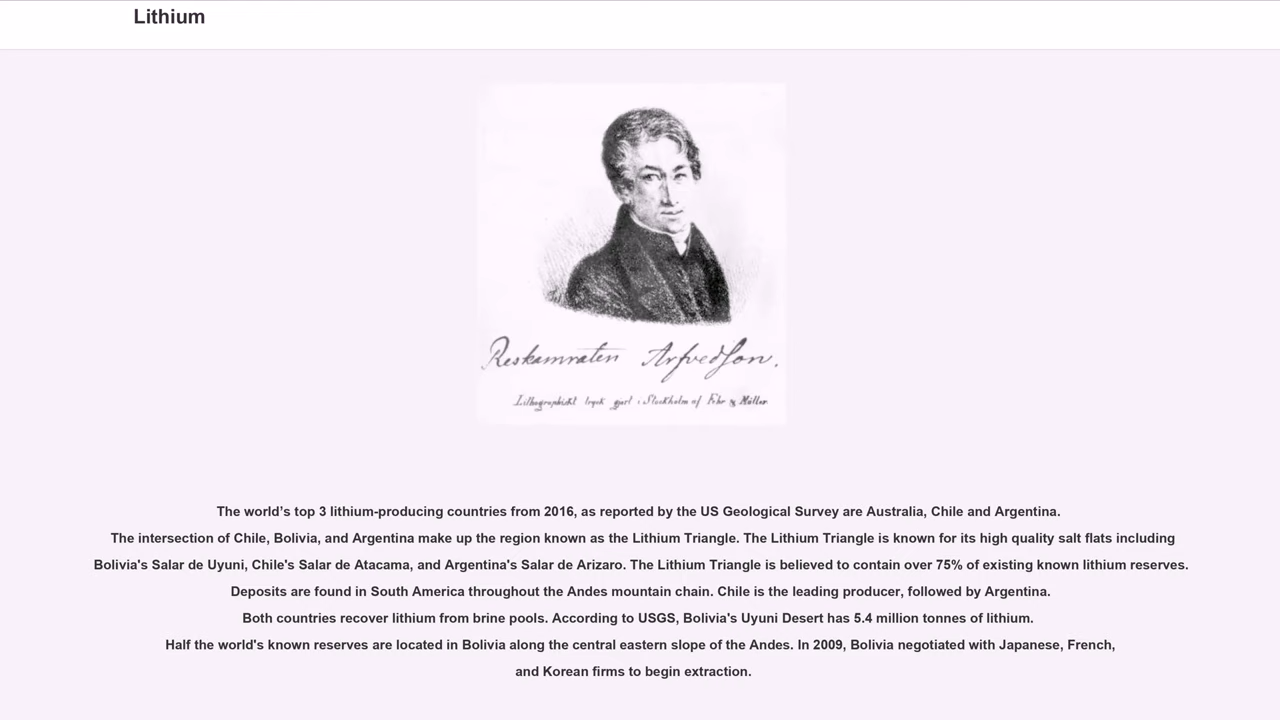 Lithium
Reskamraten Arfvedson.
Lithographiskt tryck gjort i Stockholm af Fehr & Müller.
The world’s top 3 lithium-producing countries from 2016, as reported by the US Geological Survey are Australia, Chile and Argentina.
The intersection of Chile, Bolivia, and Argentina make up the region known as the Lithium Triangle. The Lithium Triangle is known for its high quality salt flats including
Bolivia's Salar de Uyuni, Chile's Salar de Atacama, and Argentina's Salar de Arizaro. The Lithium Triangle is believed to contain over 75% of existing known lithium reserves.
Deposits are found in South America throughout the Andes mountain chain. Chile is the leading producer, followed by Argentina.
Both countries recover lithium from brine pools. According to USGS, Bolivia's Uyuni Desert has 5.4 million tonnes of lithium.
Half the world's known reserves are located in Bolivia along the central eastern slope of the Andes. In 2009, Bolivia negotiated with Japanese, French,
and Korean firms to begin extraction.